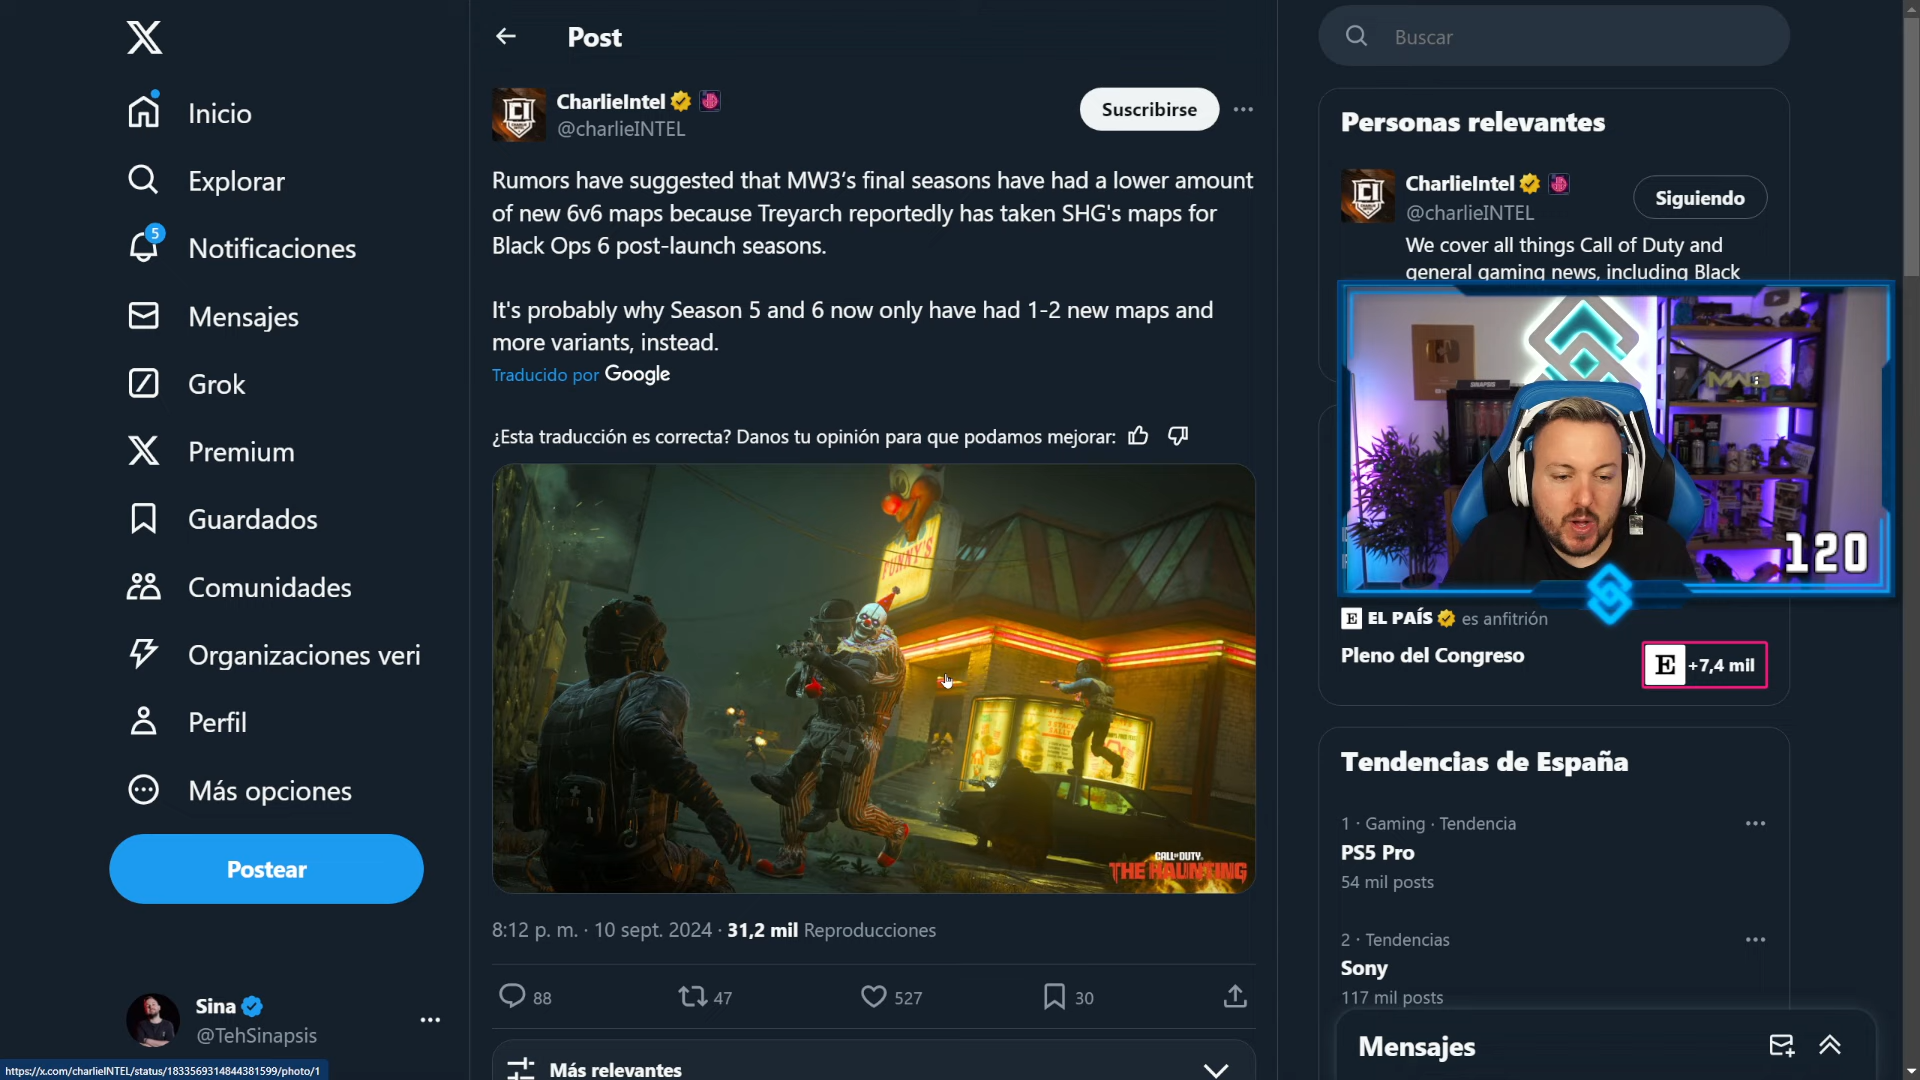 Inicio
Explorar
5
Notificaciones
Mensajes
Grok
Premium
Guardados
Comunidades
Organizaciones veri
Perfil
Más opciones
Postear
Sina
@TehSinapsis
https://x.com/charlieINTEL/status/1833569314844381599/photo/1
Post
CharlieIntel
@charlieINTEL
Suscribirse
Rumors have suggested that MW3's final seasons have had a lower amount
of new 6v6 maps because Treyarch reportedly has taken SHG's maps for
Black Ops 6 post-launch seasons.
It's probably why Season 5 and 6 now only have had 1-2 new maps and
more variants, instead.
Traducido por Google
¿Esta traducción es correcta? Danos tu opinión para que podamos mejorar:
FUNNY'S
CALL OF DUTY
THE HAUNTING
8:12 p. m. · 10 sept. 2024 · 31,2 mil Reproducciones
88
47
527
30
Más relevantes
Buscar
Personas relevantes
CharlieIntel
@charlieINTEL
Siguiendo
We cover all things Call of Duty and
general gaming news, including Black
SINAPSIS
120
E EL PAÍS es anfitrión
Pleno del Congreso
E +7,4 mil
Tendencias de España
1 · Gaming · Tendencia
PS5 Pro
54 mil posts
2 · Tendencias
Sony
117 mil posts
Mensajes